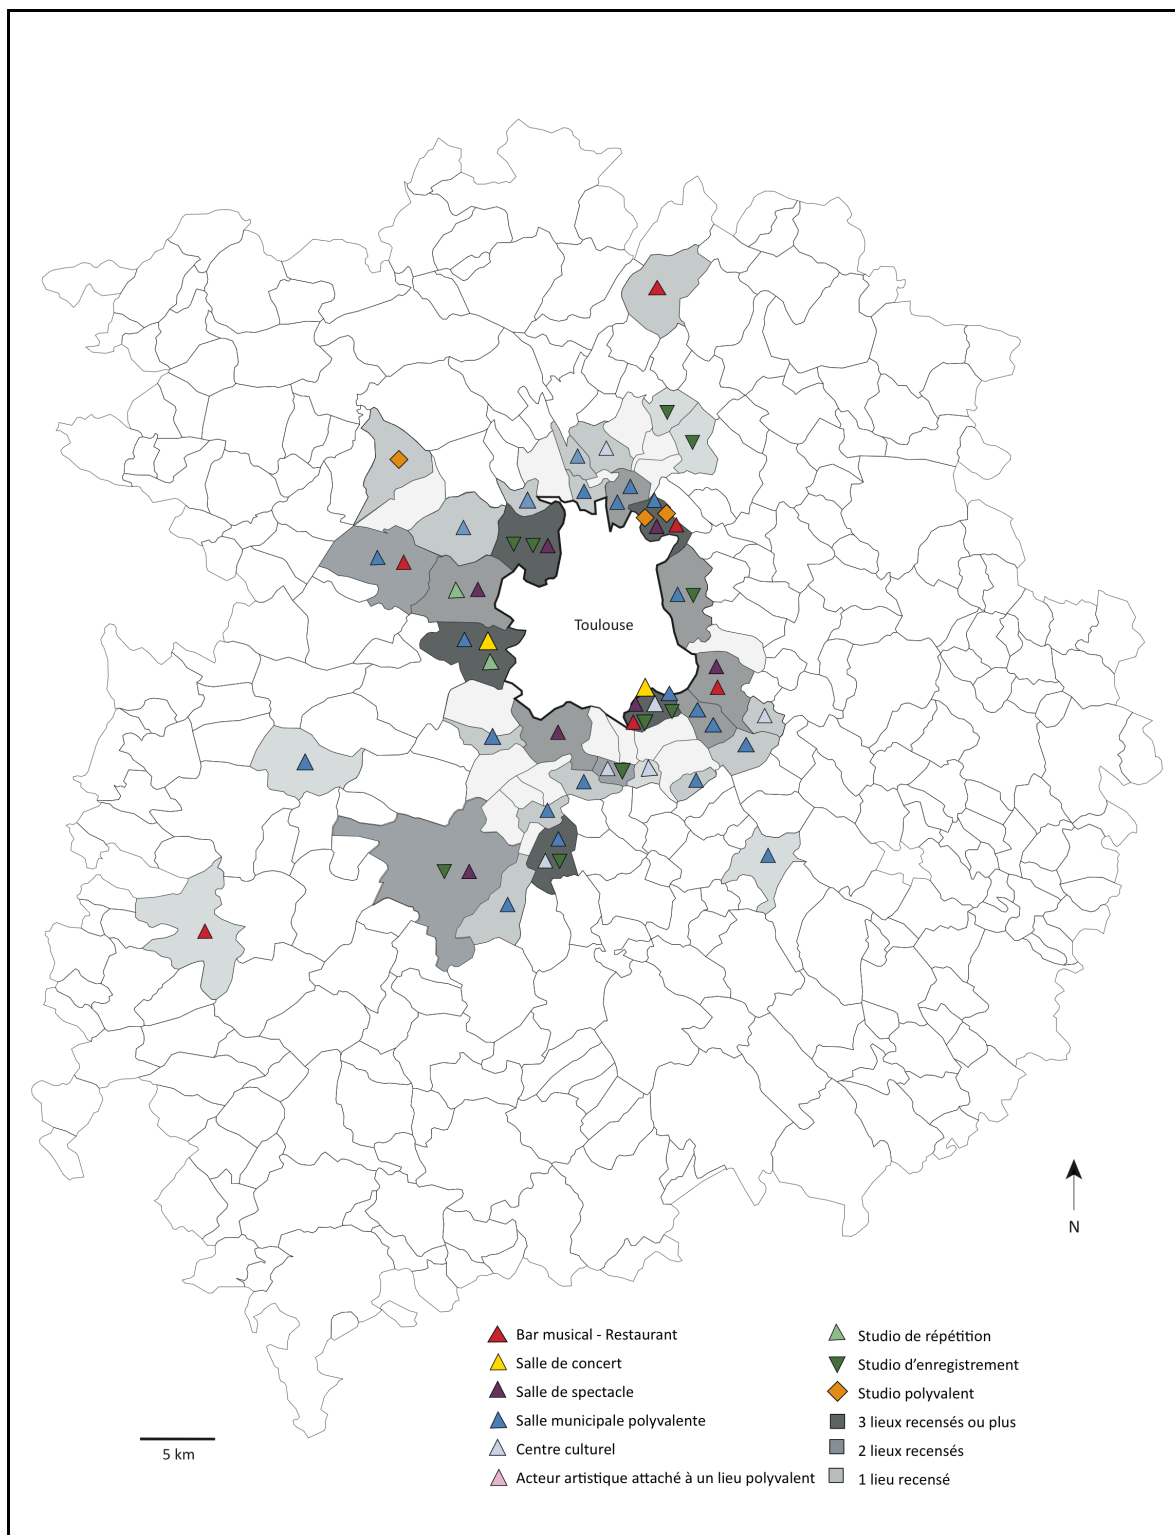 Toulouse
N
Bar musical - Restaurant
Salle de concert
Salle de spectacle
Salle municipale polyvalente
Centre culturel
Acteur artistique attaché à un lieu polyvalent
Studio de répétition
Studio d'enregistrement
Studio polyvalent
3 lieux recensés ou plus
2 lieux recensés
1 lieu recensé
5 km